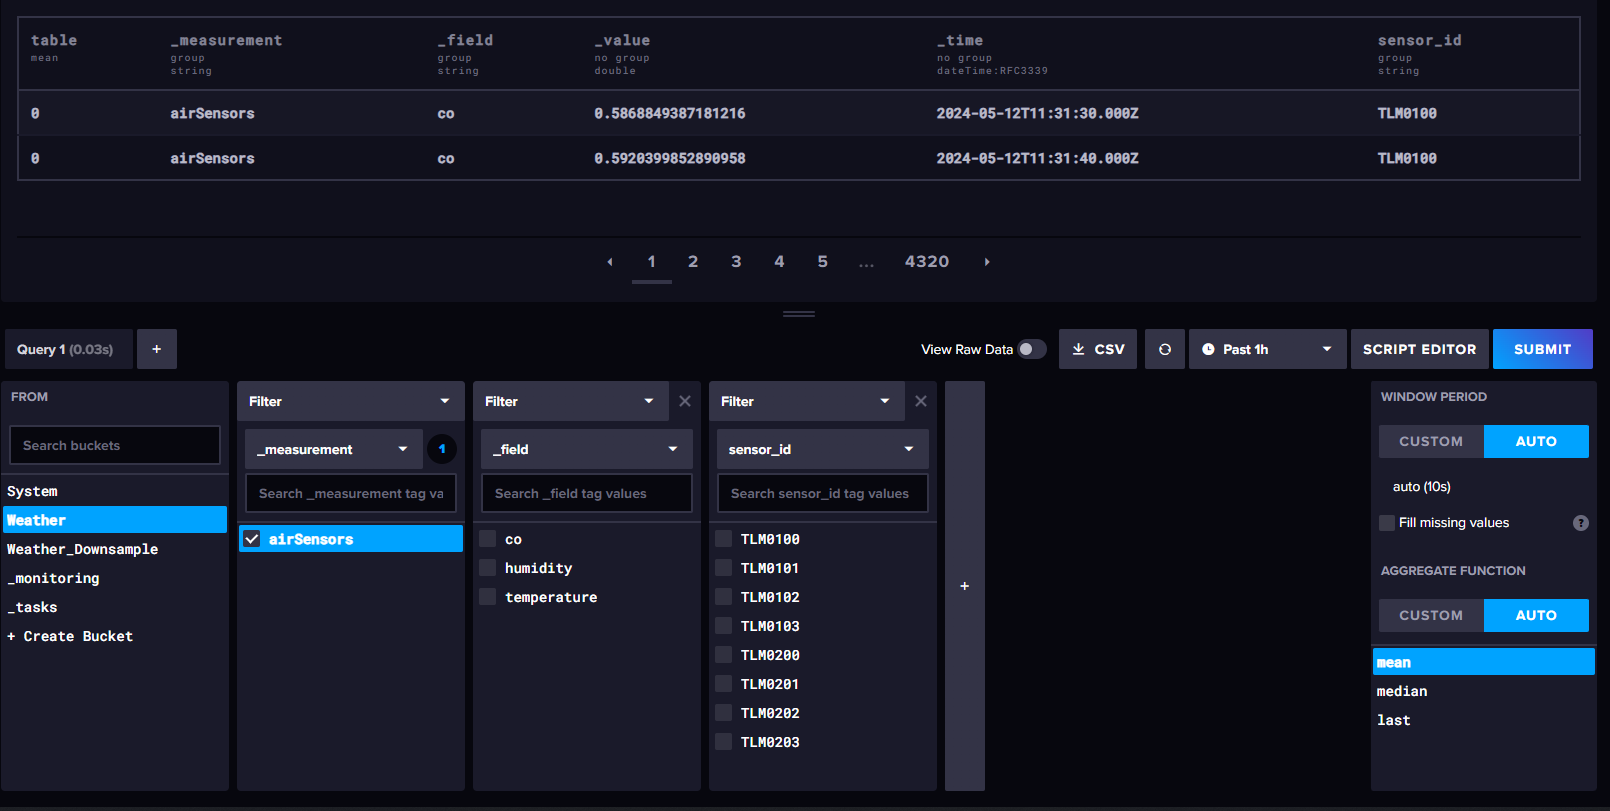 table _measurement _field _value _time sensor_id
mean group group no group no group group
string string double dateTime:RFC3339 string
0 airSensors co 0.5868849387181216 2024-05-12T11:31:30.000Z TLM0100
0 airSensors co 0.5920399852890958 2024-05-12T11:31:40.000Z TLM0100
1 2 3 4 5 ... 4320
Query 1 (0.03s) + View Raw Data CSV Past 1h SCRIPT EDITOR SUBMIT
FROM
Search buckets
System
Weather
Weather_Downsample
_monitoring
_tasks
+ Create Bucket
Filter
_measurement 1
Search _measurement tag va
airSensors
Filter
_field
Search _field tag values
co
humidity
temperature
Filter
sensor_id
Search sensor_id tag values
TLM0100
TLM0101
TLM0102
TLM0103
TLM0200
TLM0201
TLM0202
TLM0203
+
WINDOW PERIOD
CUSTOM AUTO
auto (10s)
Fill missing values ?
AGGREGATE FUNCTION
CUSTOM AUTO
mean
median
last